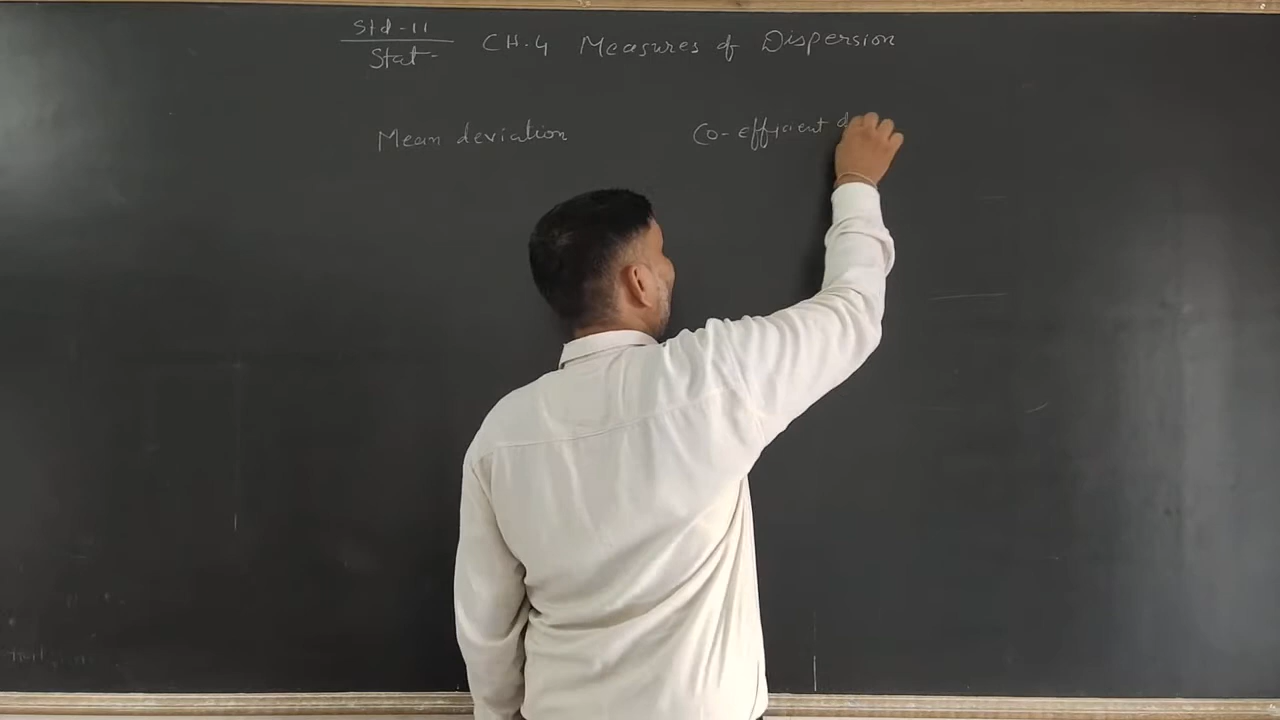 Std-11
Stat-
CH.4 Measures of Dispersion
Mean deviation
Co-efficient